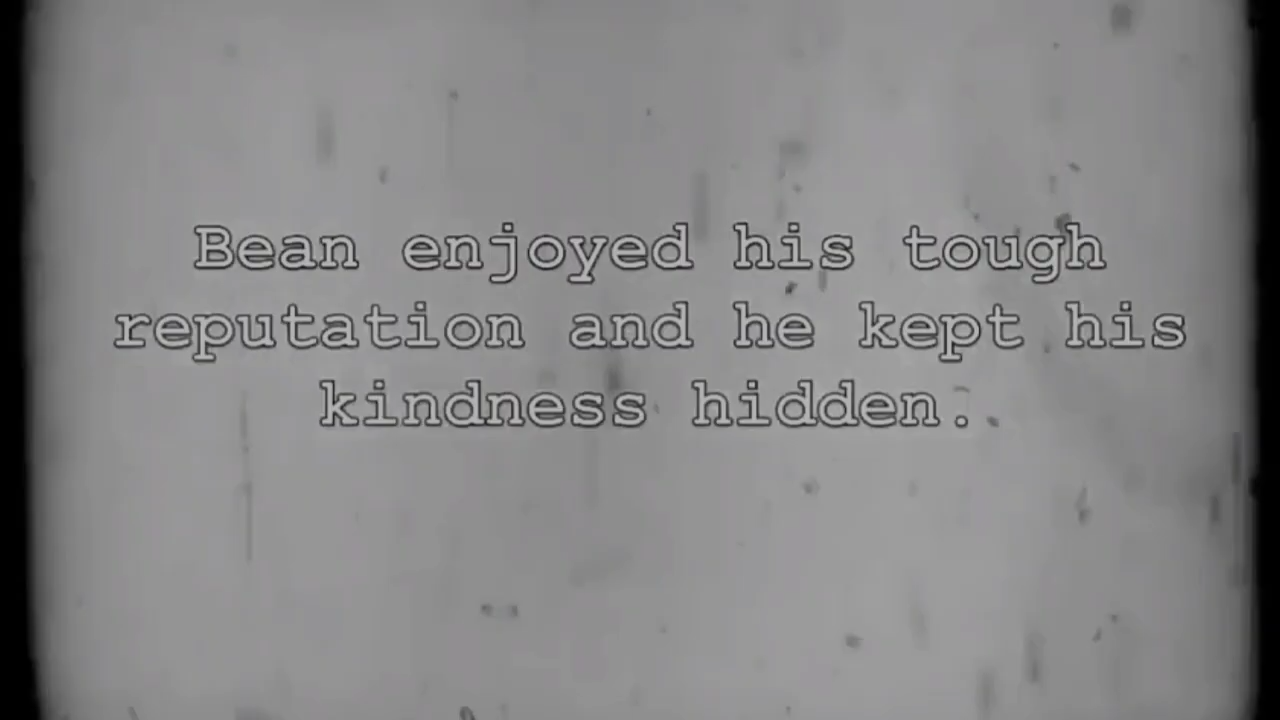 Bean enjoyed his tough
reputation and he kept his
kindness hidden.